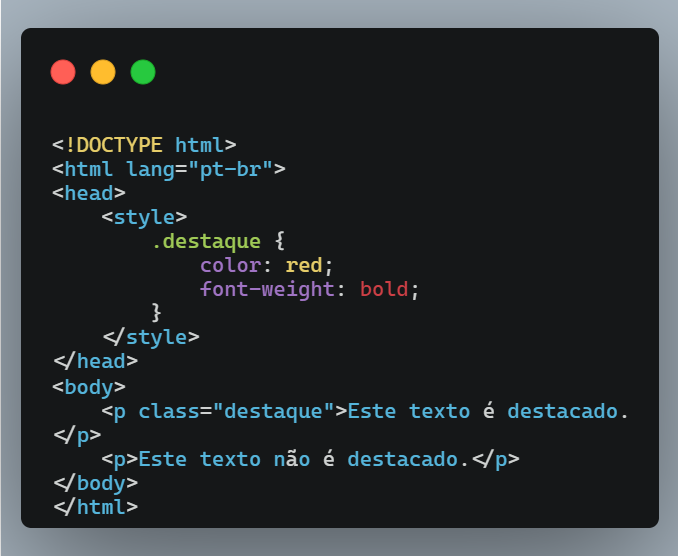 <!DOCTYPE html>
<html lang="pt-br">
<head>
    <style>
        .destaque {
            color: red;
            font-weight: bold;
        }
    </style>
</head>
<body>
    <p class="destaque">Este texto é destacado.
</p>
    <p>Este texto não é destacado.</p>
</body>
</html>